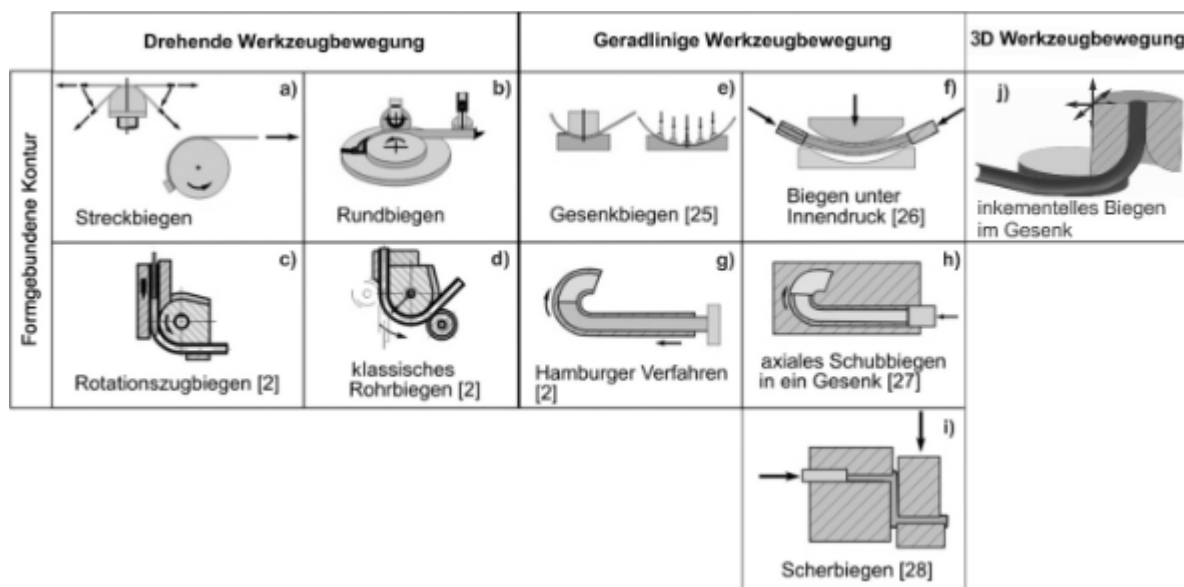 Drehende Werkzeugbewegung
Geradlinige Werkzeugbewegung
3D Werkzeugbewegung
Formgebundene Kontur
a)
Streckbiegen
b)
Rundbiegen
e)
Gesenkbiegen [25]
f)
Biegen unter
Innendruck [26]
j)
inkementelles Biegen
im Gesenk
c)
Rotationszugbiegen [2]
d)
klassisches
Rohrbiegen [2]
g)
Hamburger Verfahren
[2]
h)
axiales Schubbiegen
in ein Gesenk [27]
i)
Scherbiegen [28]